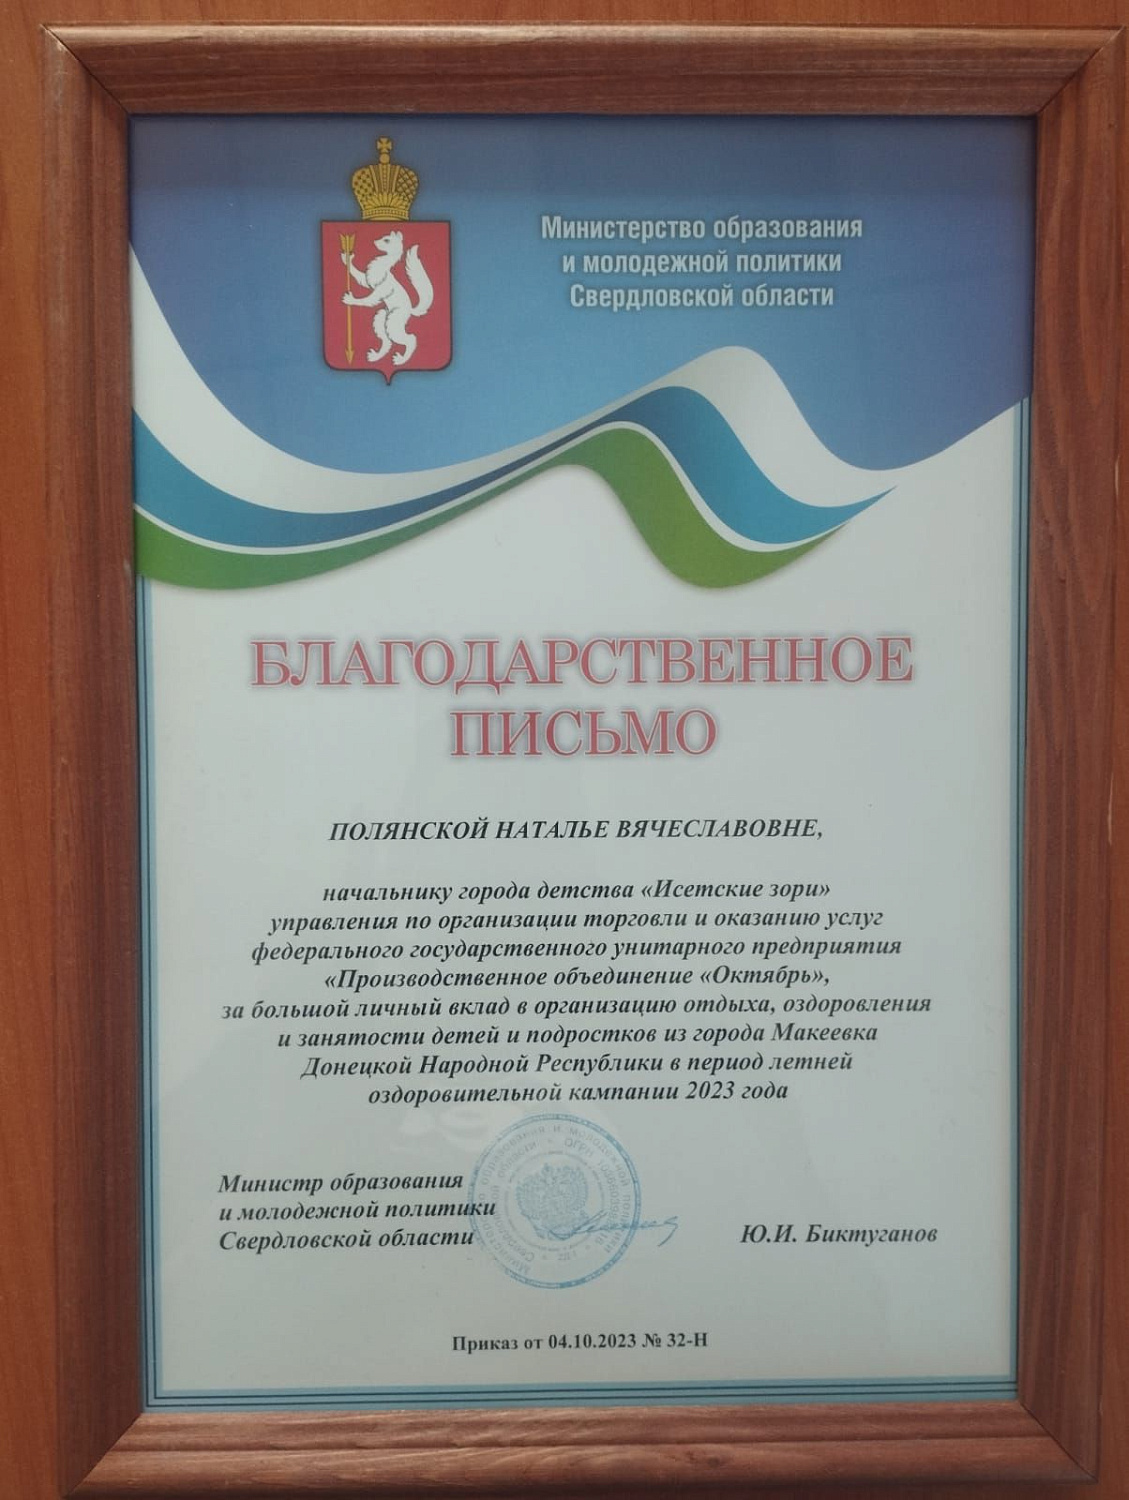 Министерство образования
и молодежной политики
Свердловской области
БЛАГОДАРСТВЕННОЕ
ПИСЬМО
ПОЛЯНСКОЙ НАТАЛЬЕ ВЯЧЕСЛАВОВНЕ,
начальнику города детства «Исетские зори»
управления по организации торговли и оказанию услуг
федерального государственного унитарного предприятия
«Производственное объединение «Октябрь»,
за большой личный вклад в организацию отдыха, оздоровления
и занятости детей и подростков из города Макеевка
Донецкой Народной Республики в период летней
оздоровительной кампании 2023 года
Министр образования
и молодежной политики
Свердловской области
Ю.И. Биктуганов
Приказ от 04.10.2023 № 32-Н